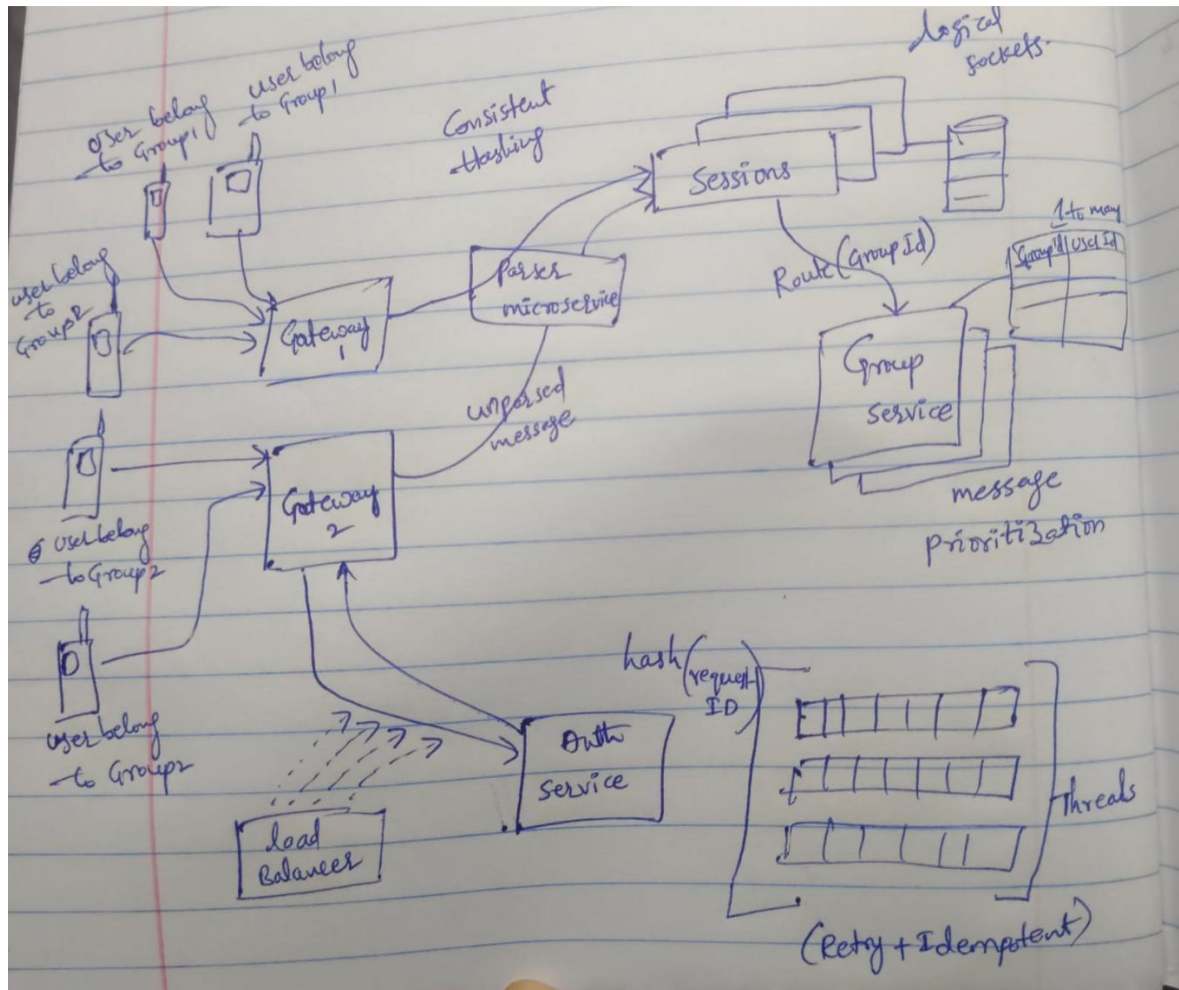 User belong
to Group1
user belong
to Group1
Consistent
Hashing
logical
sockets.
Sessions
1 to many
Group Id User Id
Route (Group Id)
user belong
to
Group2
Gateway
1
Parser
microservice
Group
service
unparsed
message
Gateway
2
message
prioritization
user belong
to Group2
hash(request
ID)
user belong
to Group2
Auth
service
load
Balancer
Threads
(Retry + Idempotent)